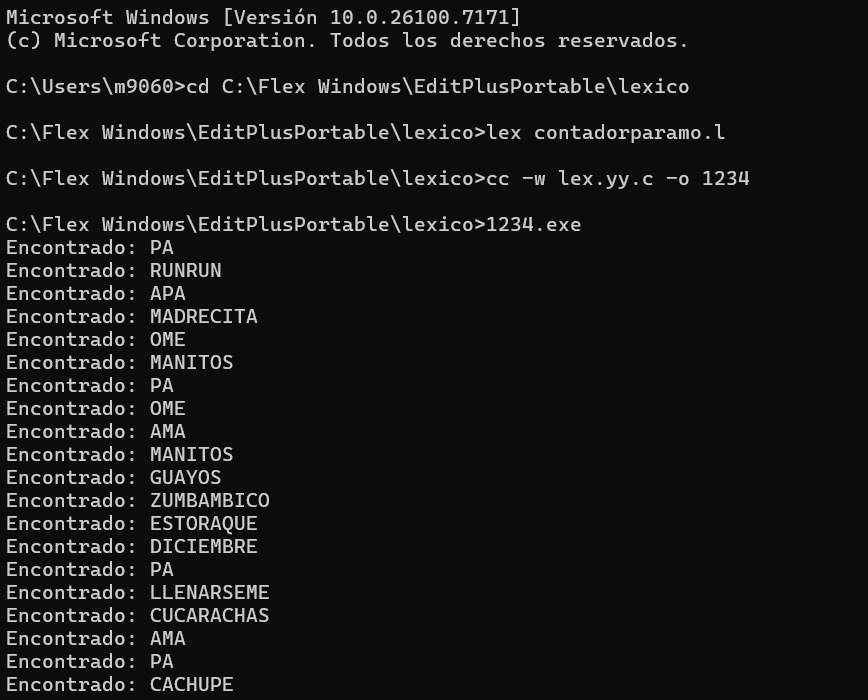 Microsoft Windows [Versión 10.0.26100.7171]
(c) Microsoft Corporation. Todos los derechos reservados.
C:\Users\m9060>cd C:\Flex Windows\EditPlusPortable\lexico
C:\Flex Windows\EditPlusPortable\lexico>lex contadorparamo.l
C:\Flex Windows\EditPlusPortable\lexico>cc -w lex.yy.c -o 1234
C:\Flex Windows\EditPlusPortable\lexico>1234.exe
Encontrado: PA
Encontrado: RUNRUN
Encontrado: APA
Encontrado: MADRECITA
Encontrado: OME
Encontrado: MANITOS
Encontrado: PA
Encontrado: OME
Encontrado: AMA
Encontrado: MANITOS
Encontrado: GUAYOS
Encontrado: ZUMBAMBICO
Encontrado: ESTORAQUE
Encontrado: DICIEMBRE
Encontrado: PA
Encontrado: LLENARSEME
Encontrado: CUCARACHAS
Encontrado: AMA
Encontrado: PA
Encontrado: CACHUPE